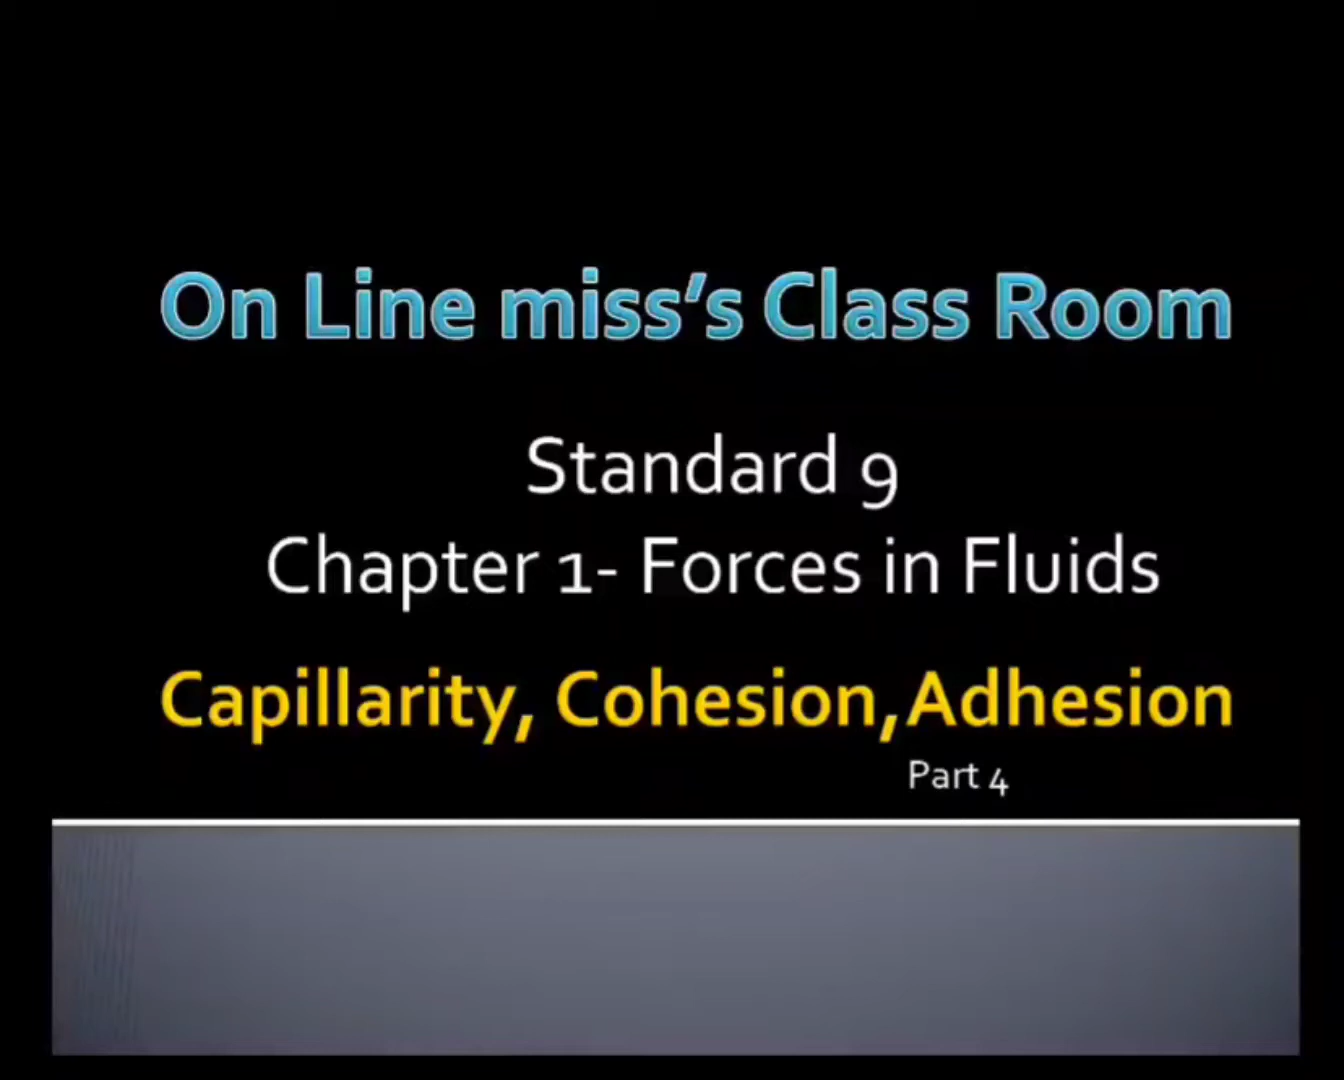 On Line miss’s Class Room
Standard 9
Chapter 1- Forces in Fluids
Capillarity, Cohesion,Adhesion
Part 4